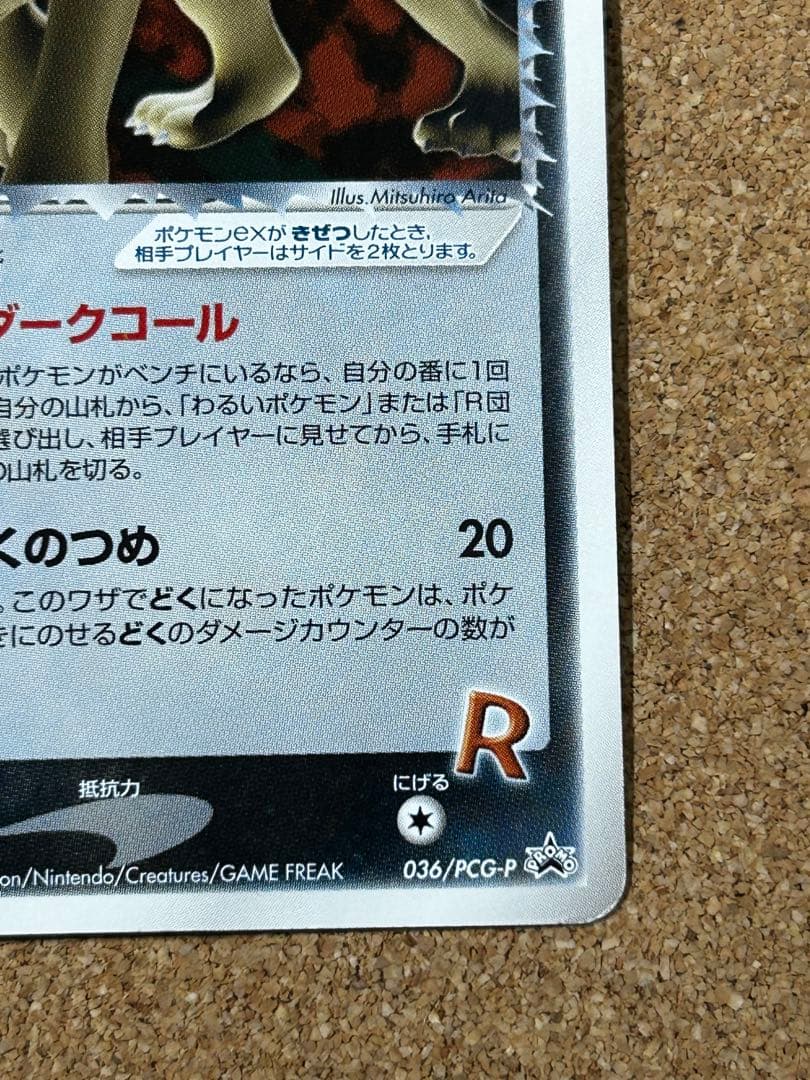 Illus. Mitsuhiro Arita
ポケモンexが きぜつしたとき、
相手プレイヤーはサイドを2枚とります。
ダークコール
ポケモンがベンチにいるなら、自分の番に1回
自分の山札から、「わるいポケモン」または「R団
選び出し、相手プレイヤーに見せてから、手札に
の山札を切る。
くのつめ 20
。このワザでどくになったポケモンは、ポケ
にのせるどくのダメージカウンターの数が
R
抵抗力 にげる
on/Nintendo/Creatures/GAME FREAK 036/PCG-P PROMO